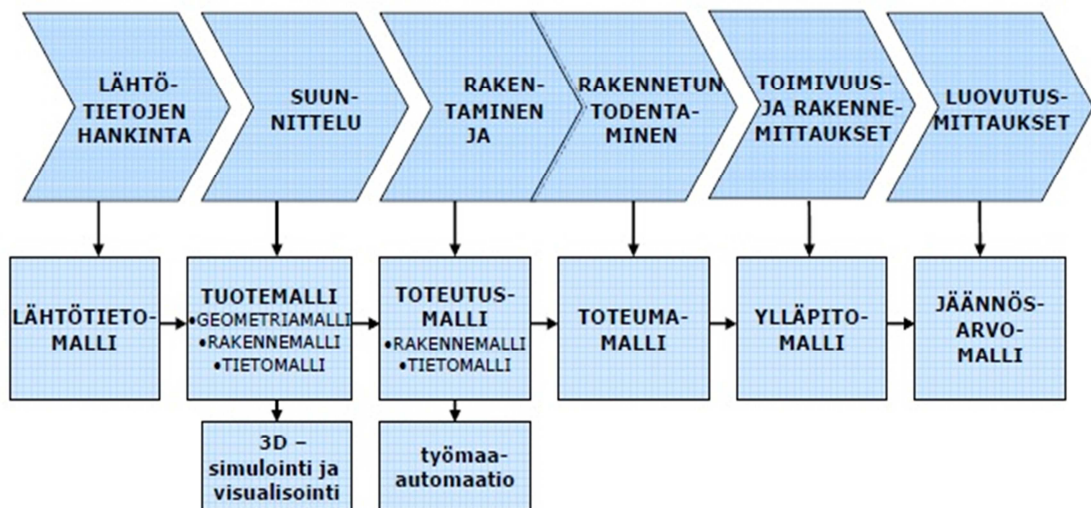 LÄHTÖ-
TIETOJEN
HANKINTA
SUUN-
NITTELU
RAKEN-
TAMINEN
JA
RAKENNETUN
TODENTA-
MINEN
TOIMIVUUS-
JA RAKENNE-
MITTAUKSET
LUOVUTUS-
MITTAUKSET
LÄHTÖTIETO-
MALLI
TUOTEMALLI
•GEOMETRIAMALLI
•RAKENNEMALLI
•TIETOMALLI
TOTEUTUS-
MALLI
•RAKENNEMALLI
•TIETOMALLI
TOTEUMA-
MALLI
YLLÄPITO-
MALLI
JÄÄNNÖS-
ARVO-
MALLI
3D –
simulointi ja
visualisointi
työmaa-
automaatio